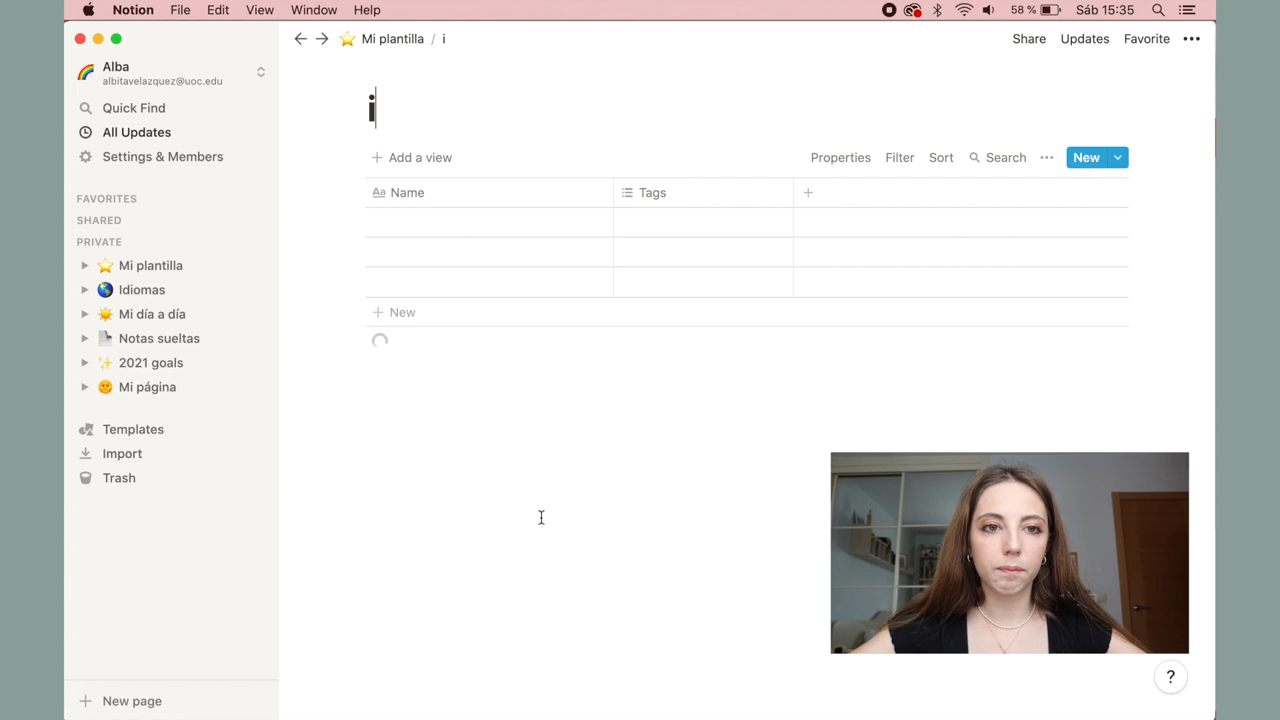 Notion File Edit View Window Help 58 % Sáb 15:35
Mi plantilla / i Share Updates Favorite •••
Alba
albitavelazquez@uoc.edu
Quick Find
All Updates
Settings & Members
FAVORITES
SHARED
PRIVATE
Mi plantilla
Idiomas
Mi día a día
Notas sueltas
2021 goals
Mi página
Templates
Import
Trash
New page
i
Add a view Properties Filter Sort Search ••• New
Aa Name Tags
New
?